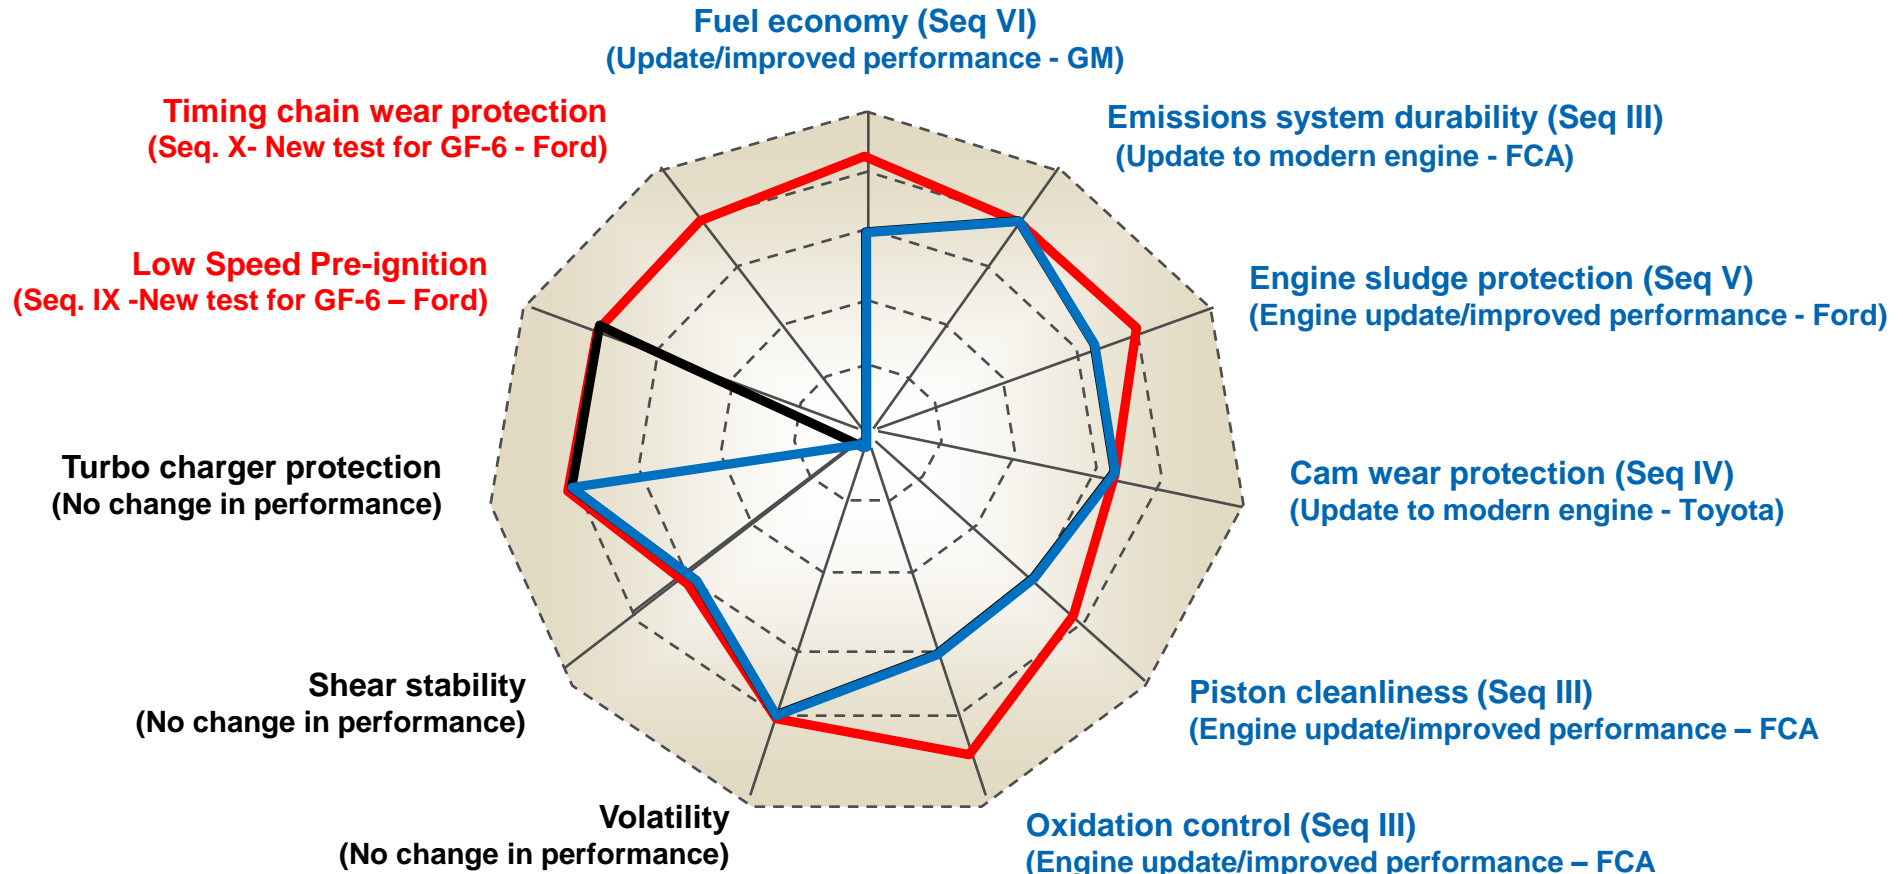 Fuel economy (Seq VI)
(Update/improved performance - GM)
Emissions system durability (Seq III)
(Update to modern engine - FCA)
Engine sludge protection (Seq V)
(Engine update/improved performance - Ford)
Cam wear protection (Seq IV)
(Update to modern engine - Toyota)
Piston cleanliness (Seq III)
(Engine update/improved performance – FCA
Oxidation control (Seq III)
(Engine update/improved performance – FCA
Volatility
(No change in performance)
Shear stability
(No change in performance)
Turbo charger protection
(No change in performance)
Low Speed Pre-ignition
(Seq. IX -New test for GF-6 – Ford)
Timing chain wear protection
(Seq. X- New test for GF-6 - Ford)